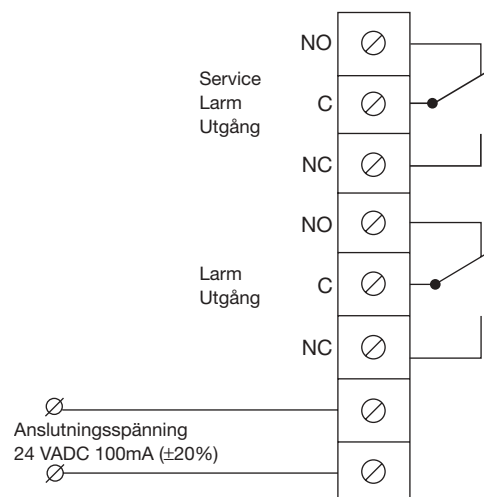 NO
Service
Larm
Utgång
C
NC
NO
Larm
Utgång
C
NC
Anslutningsspänning
24 VADC 100mA (±20%)